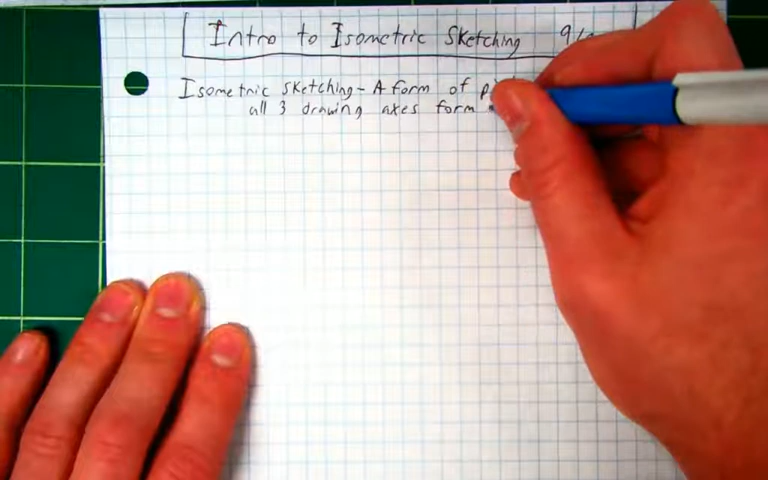 Intro to Isometric Sketching
Isometric sketching - A form of
all 3 drawing axes form